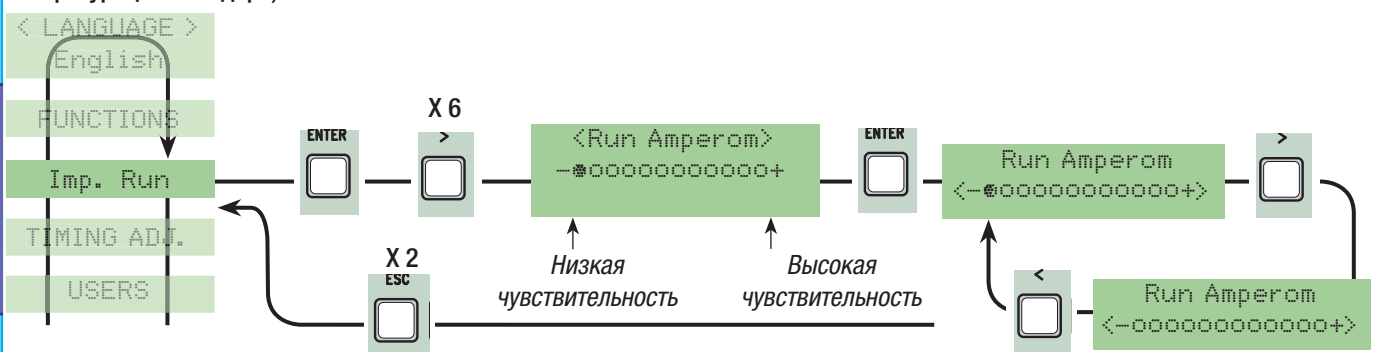 < LANGUAGE >
English
FUNCTIONS
Imp. Run
TIMING ADJ.
USERS
ENTER
X 6
>
<Run Amperom>
-●ooooooooooo+
Низкая
чувствительность
Высокая
чувствительность
ENTER
Run Amperom
<-●ooooooooooo+>
>
Run Amperom
<-oooooooooooo+>
<
X 2
ESC